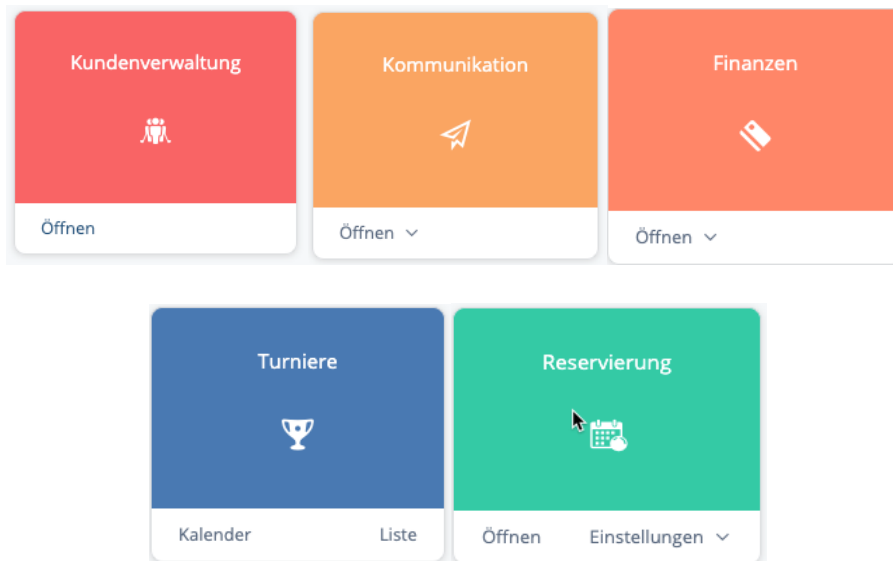 Kundenverwaltung
Kommunikation
Finanzen
Öffnen
Öffnen
Öffnen
Turniere
Reservierung
Kalender
Liste
Öffnen
Einstellungen